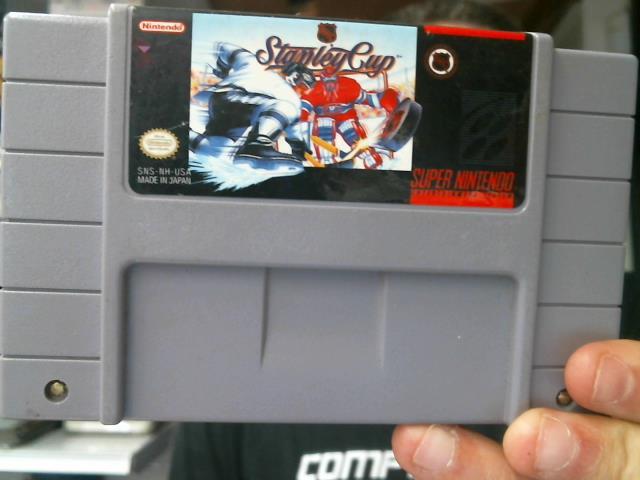 Nintendo
Stanley Cup
SNS-NH-USA
MADE IN JAPAN
SUPER NINTENDO
COMP